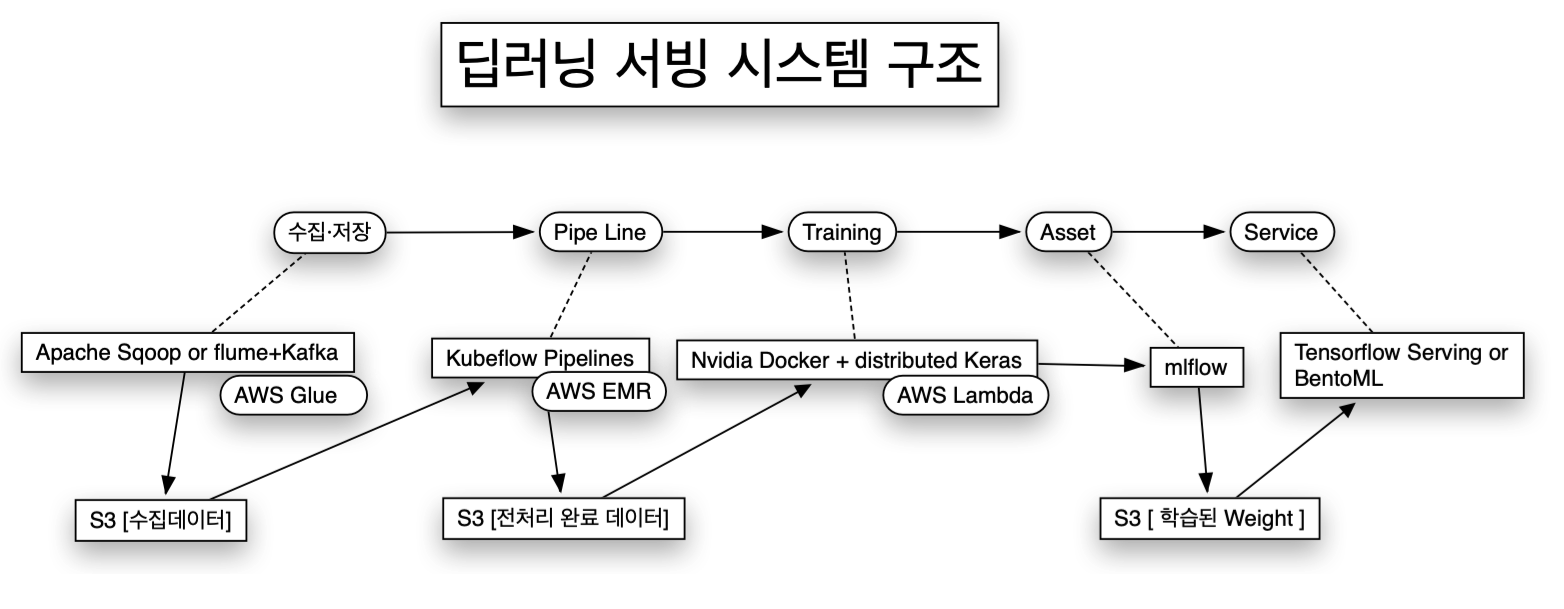 딥러닝 서빙 시스템 구조
수집·저장
Pipe Line
Training
Asset
Service
Apache Sqoop or flume+Kafka
AWS Glue
Kubeflow Pipelines
AWS EMR
Nvidia Docker + distributed Keras
AWS Lambda
mlflow
Tensorflow Serving or
BentoML
S3 [수집데이터]
S3 [전처리 완료 데이터]
S3 [ 학습된 Weight ]